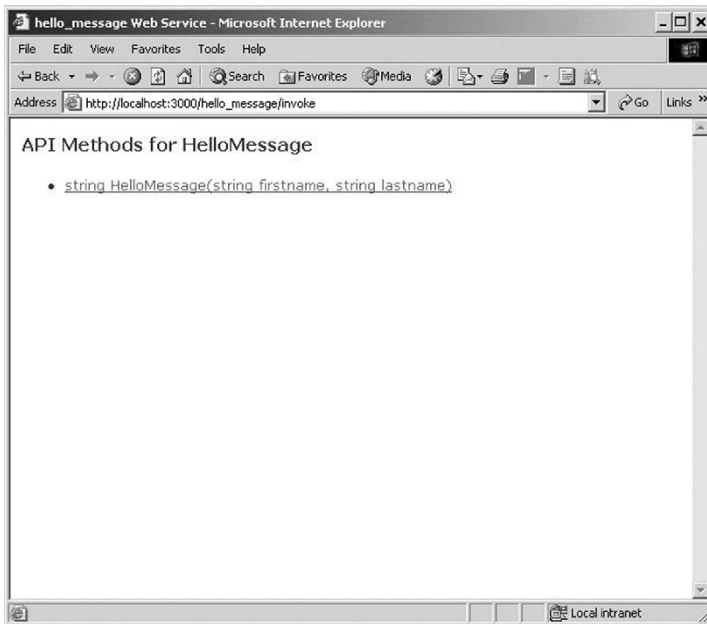 hello_message Web Service - Microsoft Internet Explorer
File Edit View Favorites Tools Help
Back Search Favorites Media
Address http://localhost:3000/hello_message/invoke Go Links »
API Methods for HelloMessage
• string HelloMessage(string firstname, string lastname)
Local intranet